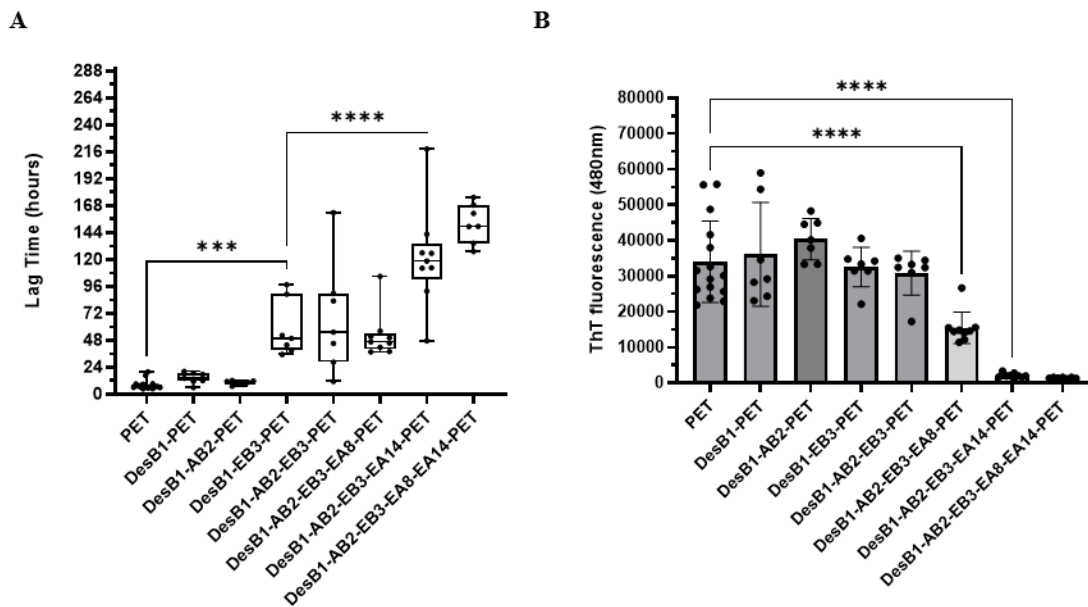 A
B
Lag Time (hours)
288
264
240
216
192
168
144
120
96
72
48
24
0
***
****
PET
DesB1-PET
DesB1-AB2-PET
DesB1-EB3-PET
DesB1-AB2-EB3-PET
DesB1-AB2-EB3-EA8-PET
DesB1-AB2-EB3-EA14-PET
DesB1-AB2-EB3-EA8-EA14-PET
ThT fluorescence (480nm)
80000
70000
60000
50000
40000
30000
20000
10000
0
****
****
PET
DesB1-PET
DesB1-AB2-PET
DesB1-EB3-PET
DesB1-AB2-EB3-PET
DesB1-AB2-EB3-EA8-PET
DesB1-AB2-EB3-EA14-PET
DesB1-AB2-EB3-EA8-EA14-PET